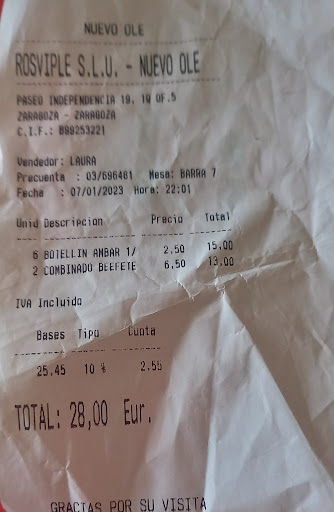 NUEVO OLE
ROSVIPLE S.L.U. - NUEVO OLE
PASEO INDEPENDENCIA 19, 1O OF.5
ZARAGOZA - ZARAGOZA
C.I.F.: B99253221
Vendedor: LAURA
Precuenta : 03/696481 Mesa: BARRA 7
Fecha : 07/01/2023 Hora: 22:01
Unid Descripcion Precio Total
6 BOTELLIN AMBAR 1/ 2,50 15,00
2 COMBINADO BEEFETE 6,50 13,00
IVA Incluido
Bases Tipo Cuota
25,45 10 % 2,55
TOTAL: 28,00 Eur.
GRACIAS POR SU VISITA